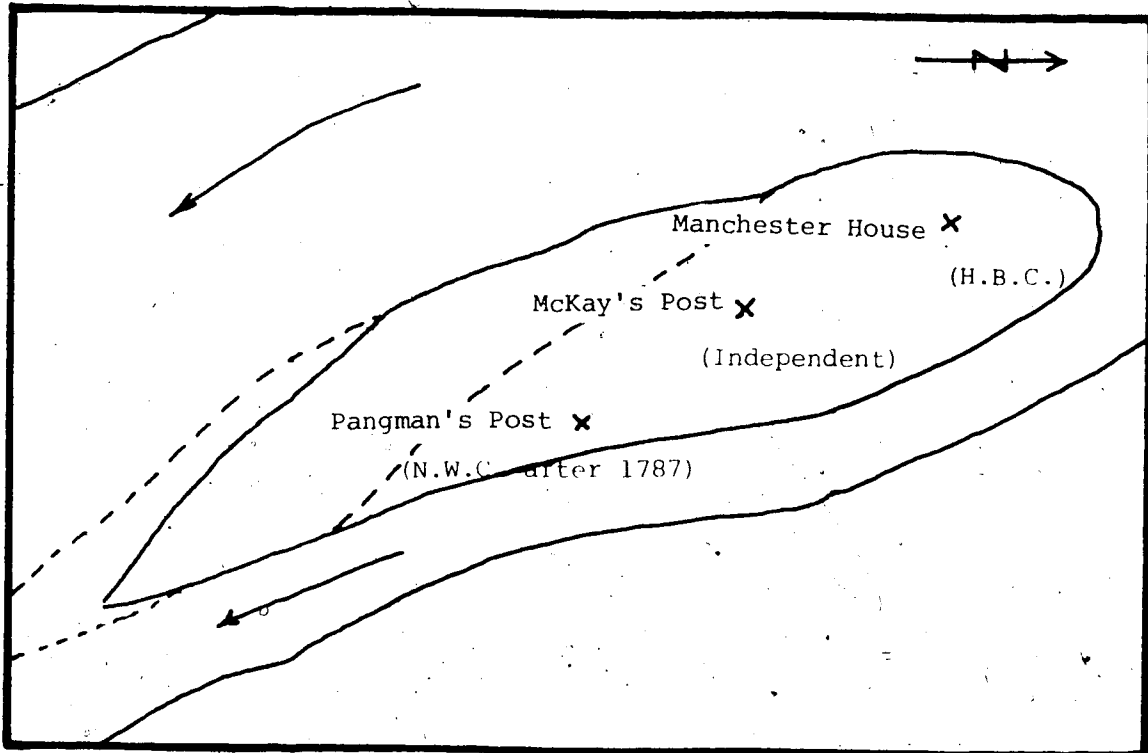 N
Manchester House
(H.B.C.)
McKay's Post
(Independent)
Pangman's Post
(N.W.C. after 1787)